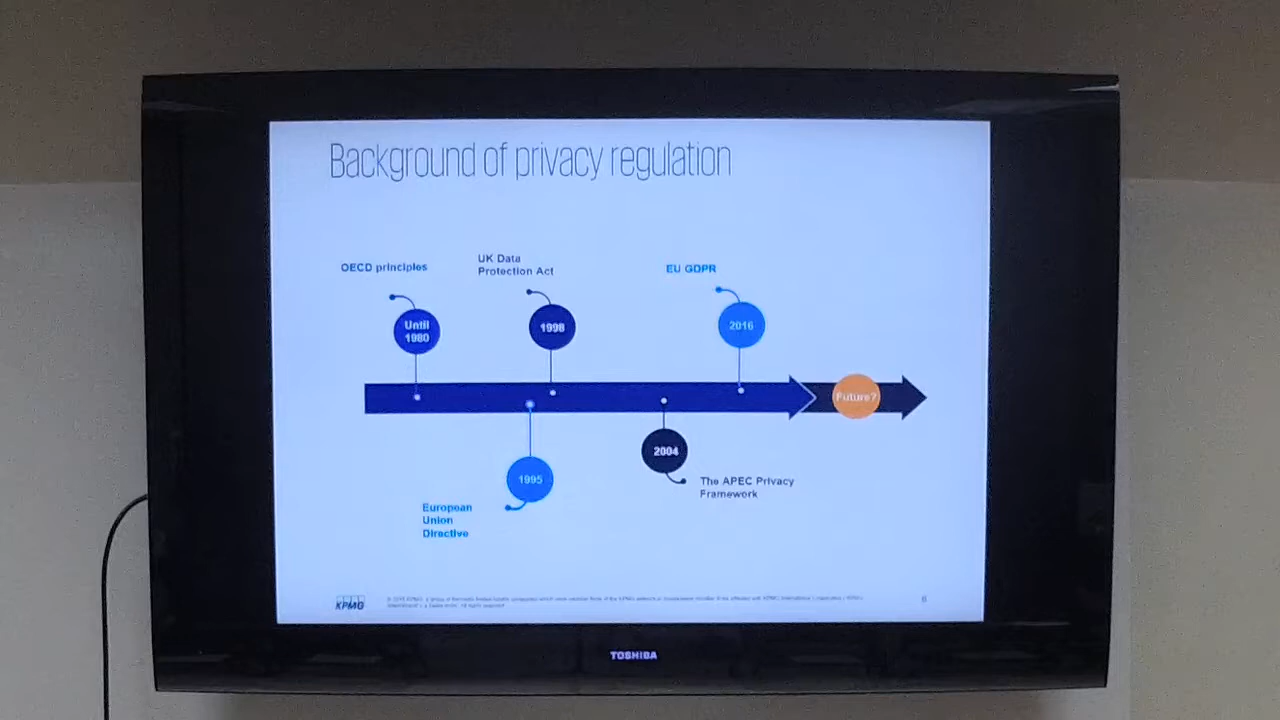 Background of privacy regulation
OECD principles
UK Data
Protection Act
EU GDPR
Until
1980
1998
2016
Future?
1995
2004
European
Union
Directive
The APEC Privacy
Framework
KPMG
TOSHIBA